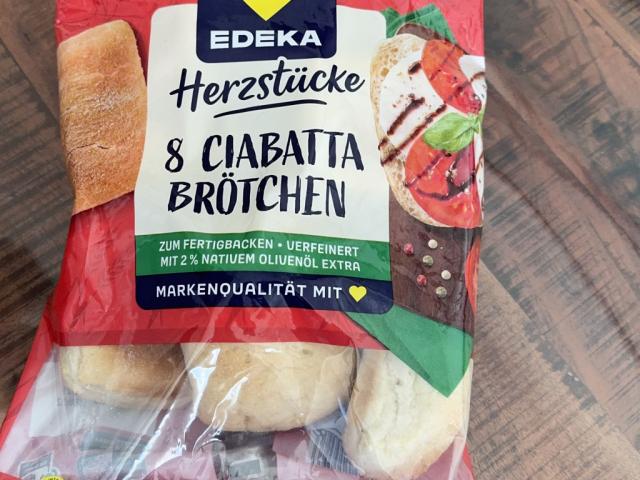 EDEKA
Herzstücke
8 CIABATTA
BRÖTCHEN
ZUM FERTIGBACKEN • VERFEINERT
MIT 2 % NATIVEM OLIVENÖL EXTRA
MARKENQUALITÄT MIT